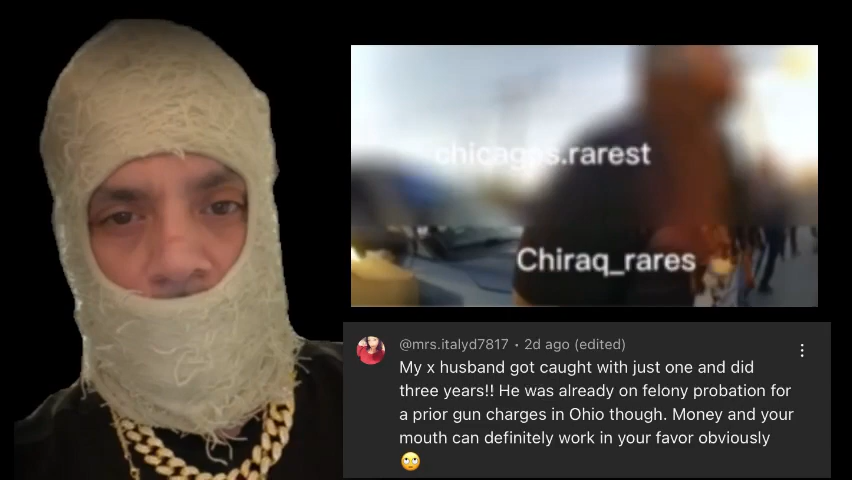 chicagos.rarest
Chiraq_rares
@mrs.italyd7817 • 2d ago (edited)
My x husband got caught with just one and did
three years!! He was already on felony probation for
a prior gun charges in Ohio though. Money and your
mouth can definitely work in your favor obviously
🙄